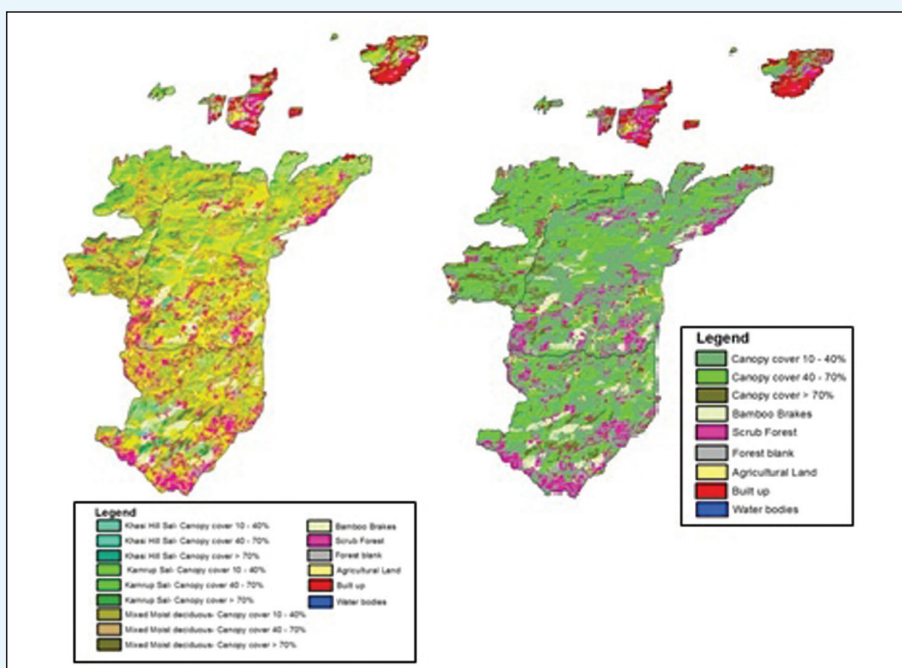 Legend
Canopy cover 10 - 40%
Canopy cover 40 - 70%
Canopy cover > 70%
Bamboo Brakes
Scrub Forest
Forest blank
Agricultural Land
Built up
Water bodies
Legend
Khasi Hill Sal- Canopy cover 10 - 40%
Khasi Hill Sal- Canopy cover 40 - 70%
Khasi Hill Sal- Canopy cover > 70%
Kamrup Sal- Canopy cover 10 - 40%
Kamrup Sal- Canopy cover 40 - 70%
Kamrup Sal- Canopy cover > 70%
Mixed Moist deciduous- Canopy cover 10 - 40%
Mixed Moist deciduous- Canopy cover 40 - 70%
Mixed Moist deciduous- Canopy cover > 70%
Bamboo Brakes
Scrub Forest
Forest blank
Agricultural Land
Built up
Water bodies